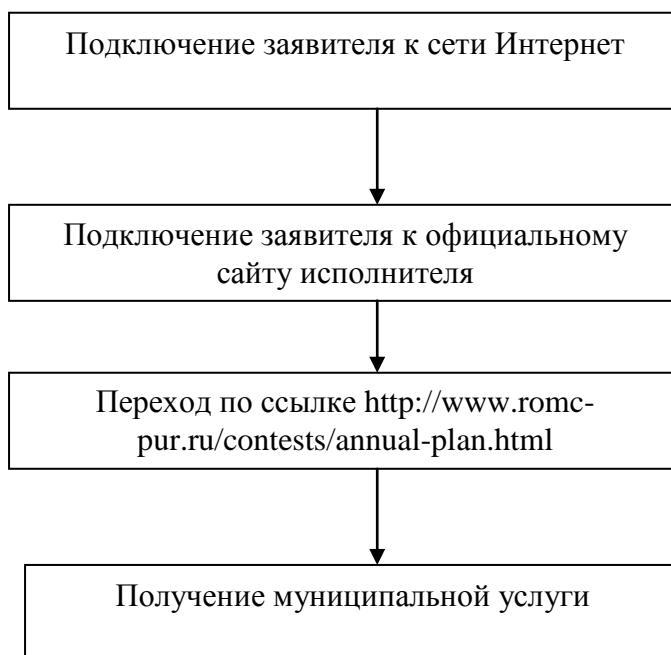 Подключение заявителя к сети Интернет
Подключение заявителя к официальному
сайту исполнителя
Переход по ссылке http://www.romc-
pur.ru/contests/annual-plan.html
Получение муниципальной услуги